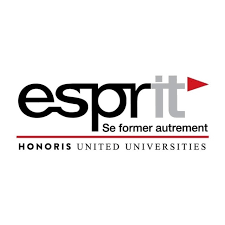 esprit
Se former autrement
HONORIS UNITED UNIVERSITIES